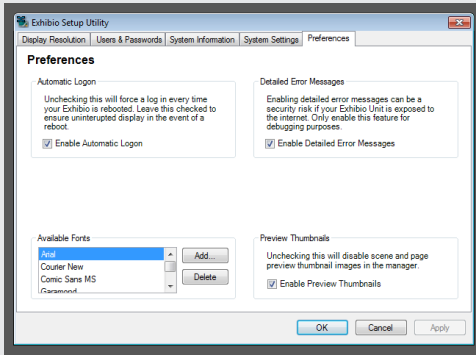 Exhibio Setup Utility
Display Resolution Users & Passwords System Information System Settings Preferences
Preferences
Automatic Logon
Unchecking this will force a log in every time
your Exhibio is rebooted. Leave this checked to
ensure uninterupted display in the event of a
reboot.
Enable Automatic Logon
Detailed Error Messages
Enabling detailed error messages can be a
security risk if your Exhibio Unit is exposed to
the internet. Only enable this feature for
debugging purposes.
Enable Detailed Error Messages
Available Fonts
Arial
Courier New
Comic Sans MS
Garamond
Add...
Delete
Preview Thumbnails
Unchecking this will disable scene and page
preview thumbnail images in the manager.
Enable Preview Thumbnails
OK Cancel Apply